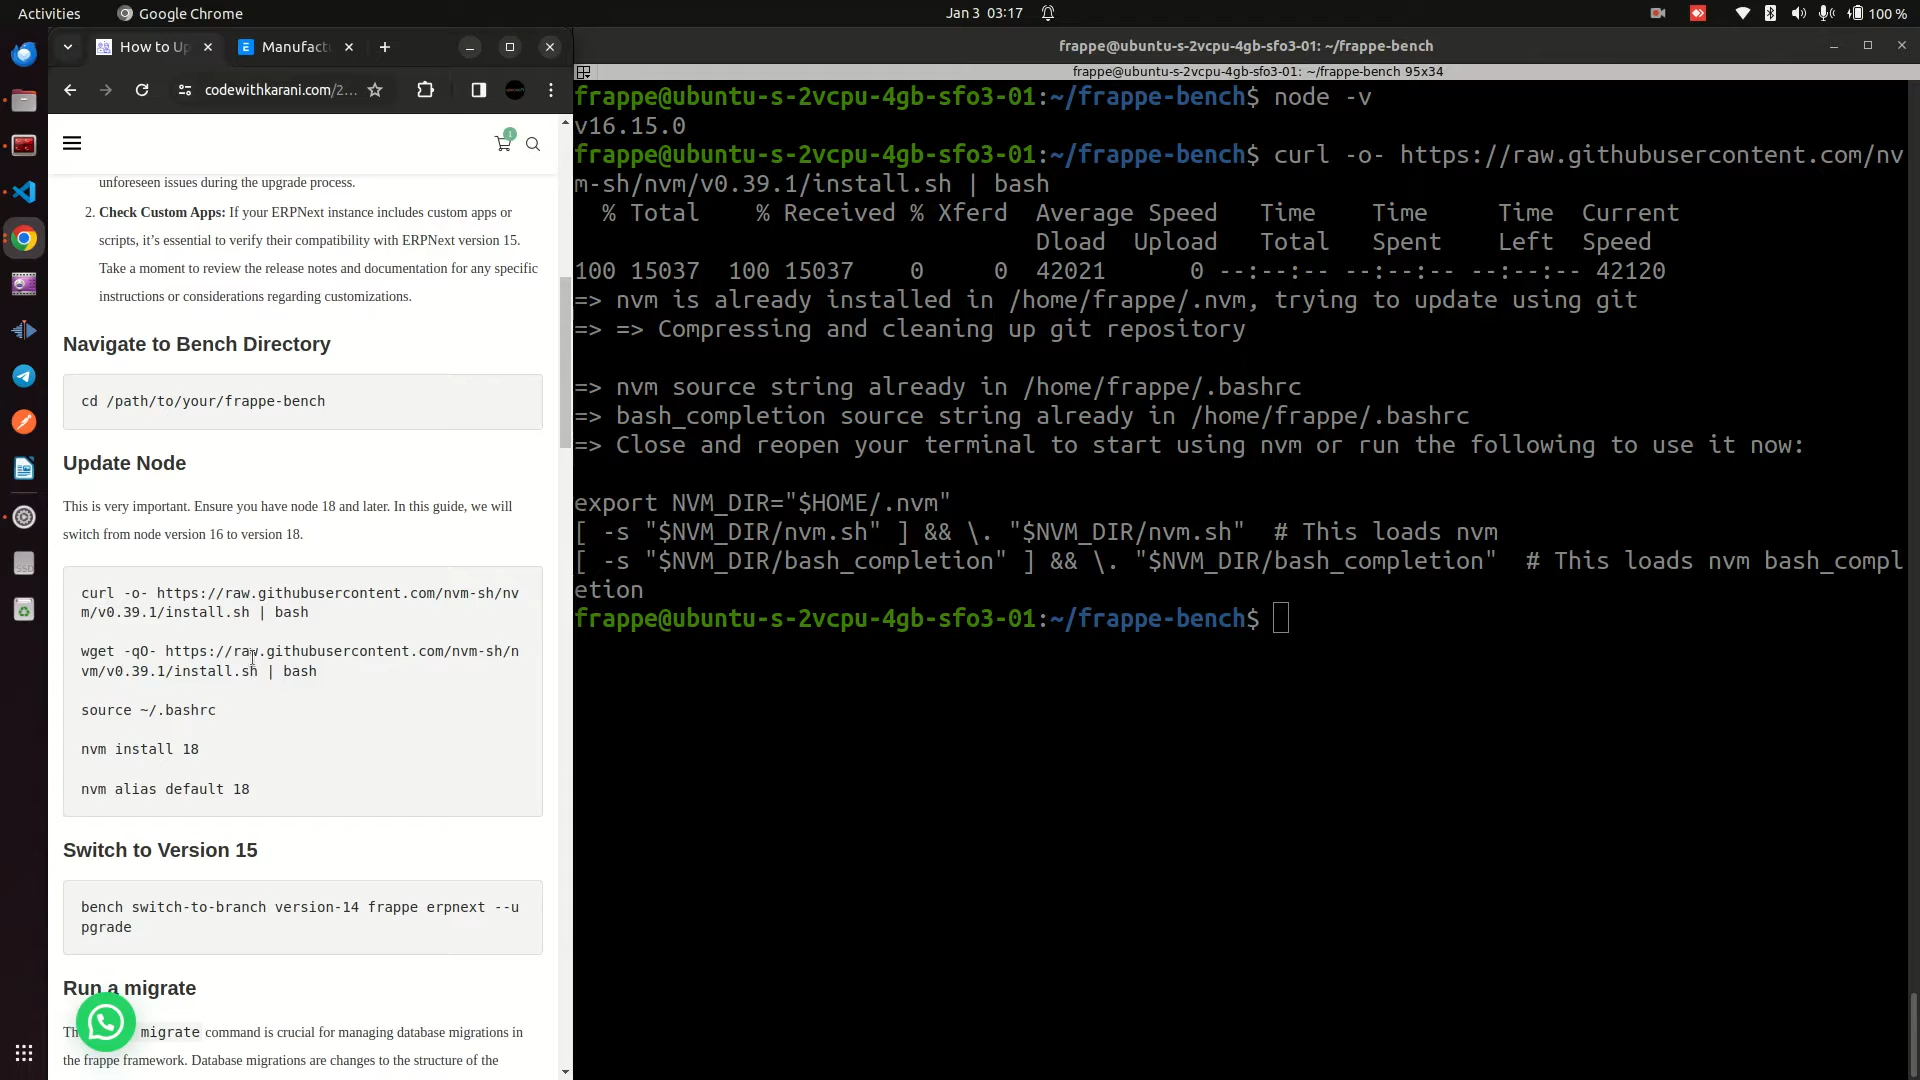 Activities
Google Chrome
Jan 3 03:17
100 %
How to Up
Manufact
codewithkarani.com/2...
1
unforeseen issues during the upgrade process.
2. Check Custom Apps: If your ERPNext instance includes custom apps or
scripts, it’s essential to verify their compatibility with ERPNext version 15.
Take a moment to review the release notes and documentation for any specific
instructions or considerations regarding customizations.
Navigate to Bench Directory
cd /path/to/your/frappe-bench
Update Node
This is very important. Ensure you have node 18 and later. In this guide, we will
switch from node version 16 to version 18.
curl -o- https://raw.githubusercontent.com/nvm-sh/nv
m/v0.39.1/install.sh | bash
wget -qO- https://raw.githubusercontent.com/nvm-sh/n
vm/v0.39.1/install.sh | bash
source ~/.bashrc
nvm install 18
nvm alias default 18
Switch to Version 15
bench switch-to-branch version-14 frappe erpnext --u
pgrade
Run a migrate
migrate command is crucial for managing database migrations in
the frappe framework. Database migrations are changes to the structure of the
frappe@ubuntu-s-2vcpu-4gb-sfo3-01: ~/frappe-bench
frappe@ubuntu-s-2vcpu-4gb-sfo3-01: ~/frappe-bench 95x34
frappe@ubuntu-s-2vcpu-4gb-sfo3-01:~/frappe-bench$ node -v
v16.15.0
frappe@ubuntu-s-2vcpu-4gb-sfo3-01:~/frappe-bench$ curl -o- https://raw.githubusercontent.com/nv
m-sh/nvm/v0.39.1/install.sh | bash
% Total % Received % Xferd Average Speed Time Time Time Current
Dload Upload Total Spent Left Speed
100 15037 100 15037 0 0 42021 0 --:--:-- --:--:-- --:--:-- 42120
=> nvm is already installed in /home/frappe/.nvm, trying to update using git
=> => Compressing and cleaning up git repository
=> nvm source string already in /home/frappe/.bashrc
=> bash_completion source string already in /home/frappe/.bashrc
=> Close and reopen your terminal to start using nvm or run the following to use it now:
export NVM_DIR="$HOME/.nvm"
[ -s "$NVM_DIR/nvm.sh" ] && \. "$NVM_DIR/nvm.sh" # This loads nvm
[ -s "$NVM_DIR/bash_completion" ] && \. "$NVM_DIR/bash_completion" # This loads nvm bash_compl
etion
frappe@ubuntu-s-2vcpu-4gb-sfo3-01:~/frappe-bench$